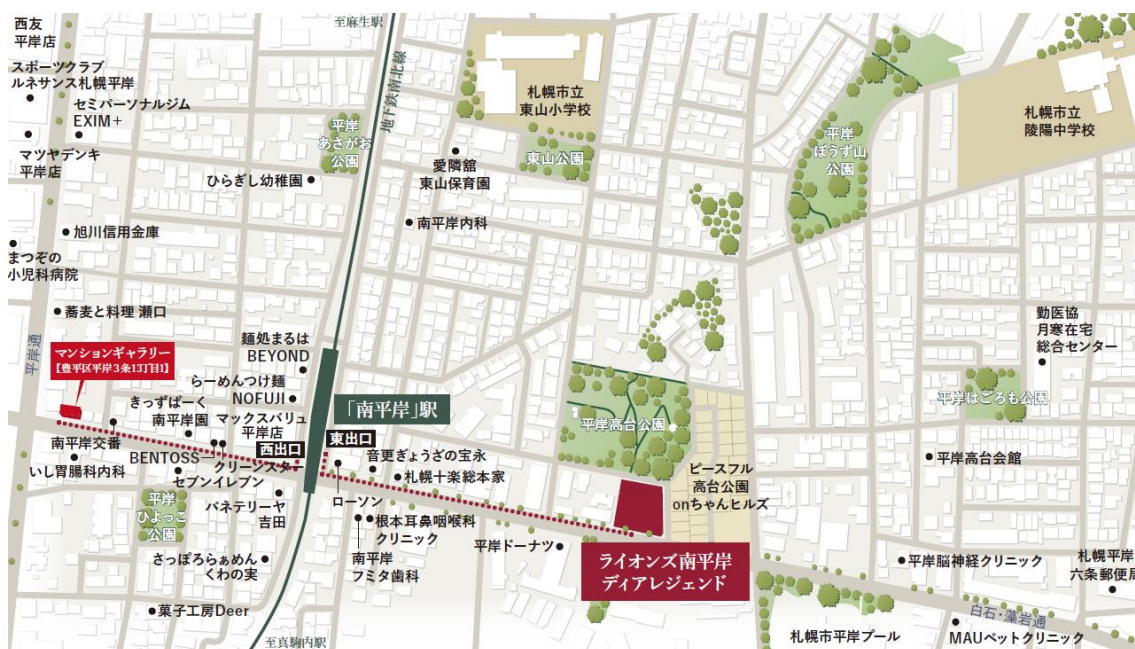 西友
平岸店
スポーツクラブ
ルネサンス札幌平岸
セミパーソナルジム
EXIM+
マツヤデンキ
平岸店
旭川信用金庫
まつぞの
小児科病院
蕎麦と料理 瀬口
平岸通
マンションギャラリー
【豊平区平岸3条13丁目1】
至麻生駅
地下鉄南北線
平岸
あさがお
公園
ひらぎし幼稚園
札幌市立
東山小学校
東山公園
愛隣舘
東山保育園
南平岸内科
平岸
ぼうず山
公園
札幌市立
陵陽中学校
勤医協
月寒在宅
総合センター
平岸はごろも公園
平岸高台会館
麺処まるは
BEYOND
らーめんつけ麺
NOFUJI
きっずぱーく
南平岸園
マックスバリュ
平岸店
「南平岸」駅
西出口
東出口
南平岸交番
いし胃腸科内科
BENTOSS
クリーンスター
セブンイレブン
パネテリーヤ
吉田
平岸
ひよっこ
公園
さっぽろらぁめん
くわの実
菓子工房Deer
至真駒内駅
音更ぎょうざの宝永
札幌十楽総本家
ローソン
根本耳鼻咽喉科
クリニック
南平岸
フミタ歯科
平岸ドーナツ
平岸高台公園
ピースフル
高台公園
onちゃんヒルズ
ライオンズ南平岸
ディアレジェンド
平岸脳神経クリニック
札幌平岸
六条郵便局
白石・藻岩通
札幌市平岸プール
MAUペットクリニック